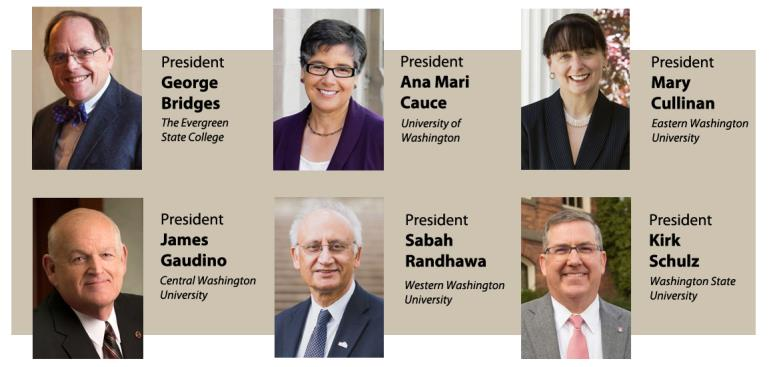 President
George
Bridges
The Evergreen
State College
President
Ana Mari
Cauce
University of
Washington
President
Mary
Cullinan
Eastern Washington
University
President
James
Gaudino
Central Washington
University
President
Sabah
Randhawa
Western Washington
University
President
Kirk
Schulz
Washington State
University